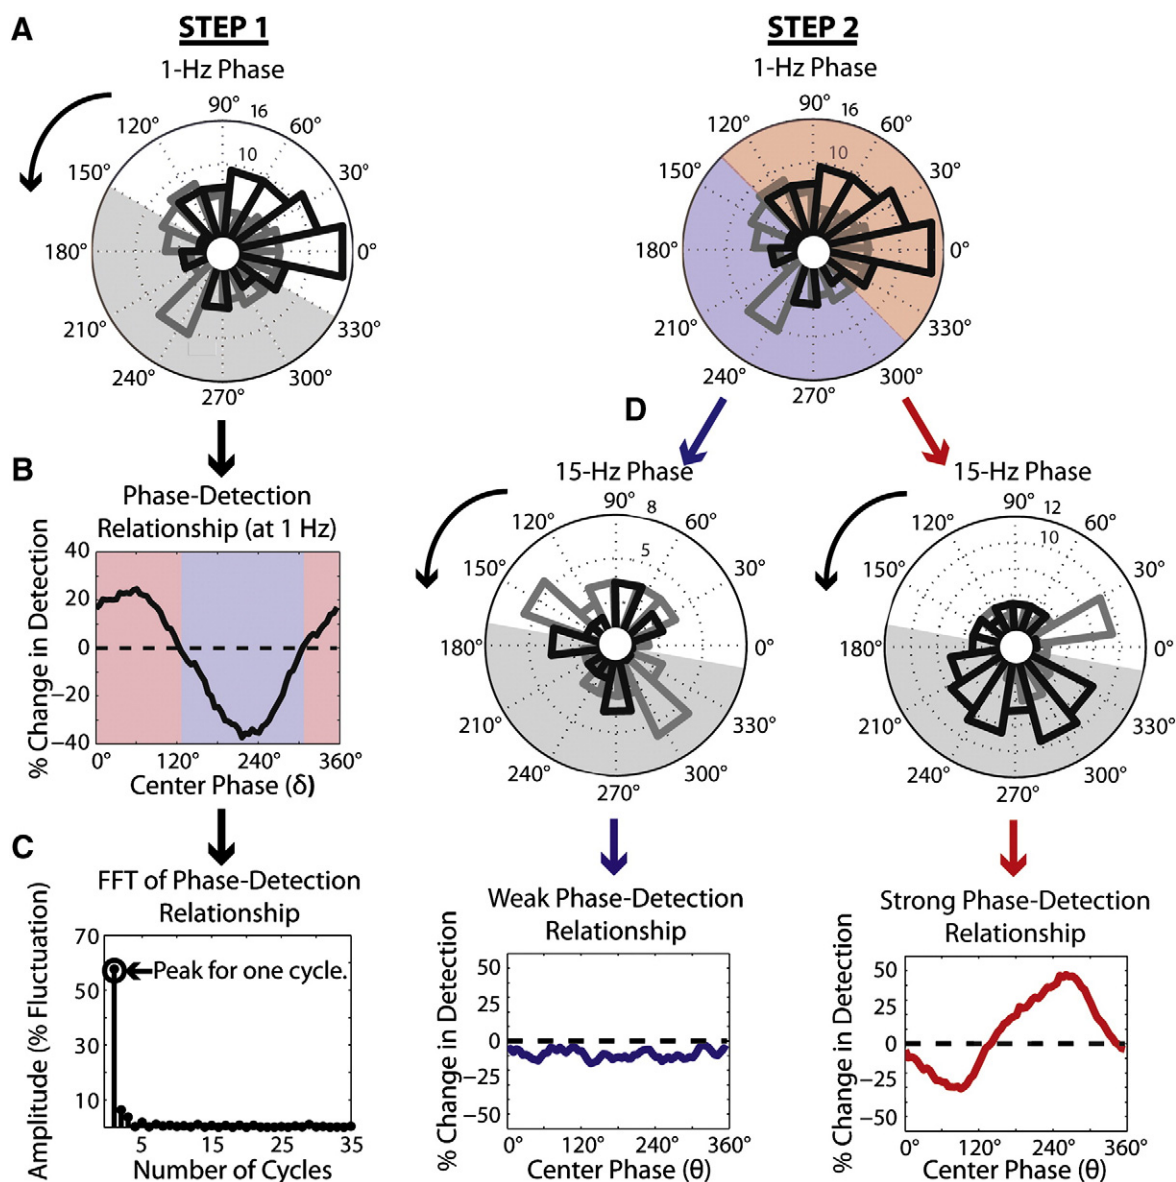 A
STEP 1
1-Hz Phase
90°
16
120°
60°
10
150°
30°
180°
0°
210°
330°
240°
300°
270°
STEP 2
1-Hz Phase
90°
16
120°
60°
10
150°
30°
180°
0°
210°
330°
240°
300°
270°
B
Phase-Detection
Relationship (at 1 Hz)
% Change in Detection
40
20
0
−20
−40
0° 120° 240° 360°
Center Phase (δ)
C
FFT of Phase-Detection
Relationship
Amplitude (% Fluctuation)
70
50
30
10
Peak for one cycle.
5 15 25 35
Number of Cycles
D
15-Hz Phase
90°
8
120°
60°
5
150°
30°
180°
0°
210°
330°
240°
300°
270°
Weak Phase-Detection
Relationship
% Change in Detection
50
25
0
−25
−50
0° 120° 240° 360°
Center Phase (θ)
15-Hz Phase
90°
12
120°
60°
10
150°
30°
180°
0°
210°
330°
240°
300°
270°
Strong Phase-Detection
Relationship
% Change in Detection
50
25
0
−25
−50
0° 120° 240° 360°
Center Phase (θ)